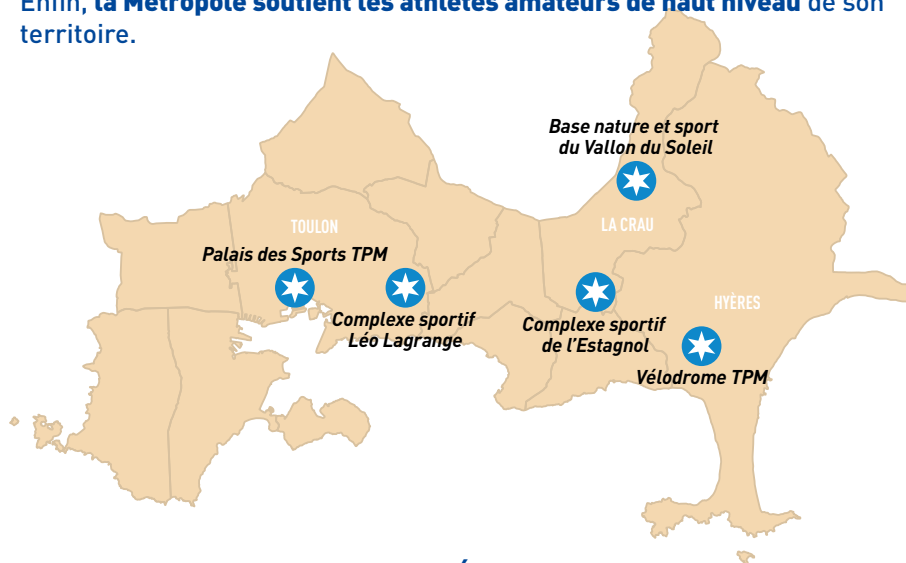 Enfin, la Métropole soutient les athlètes amateurs de haut niveau de son
territoire.
Base nature et sport
du Vallon du Soleil
TOULON
LA CRAU
Palais des Sports TPM
HYÈRES
Complexe sportif
Léo Lagrange
Complexe sportif
de l'Estagnol
Vélodrome TPM